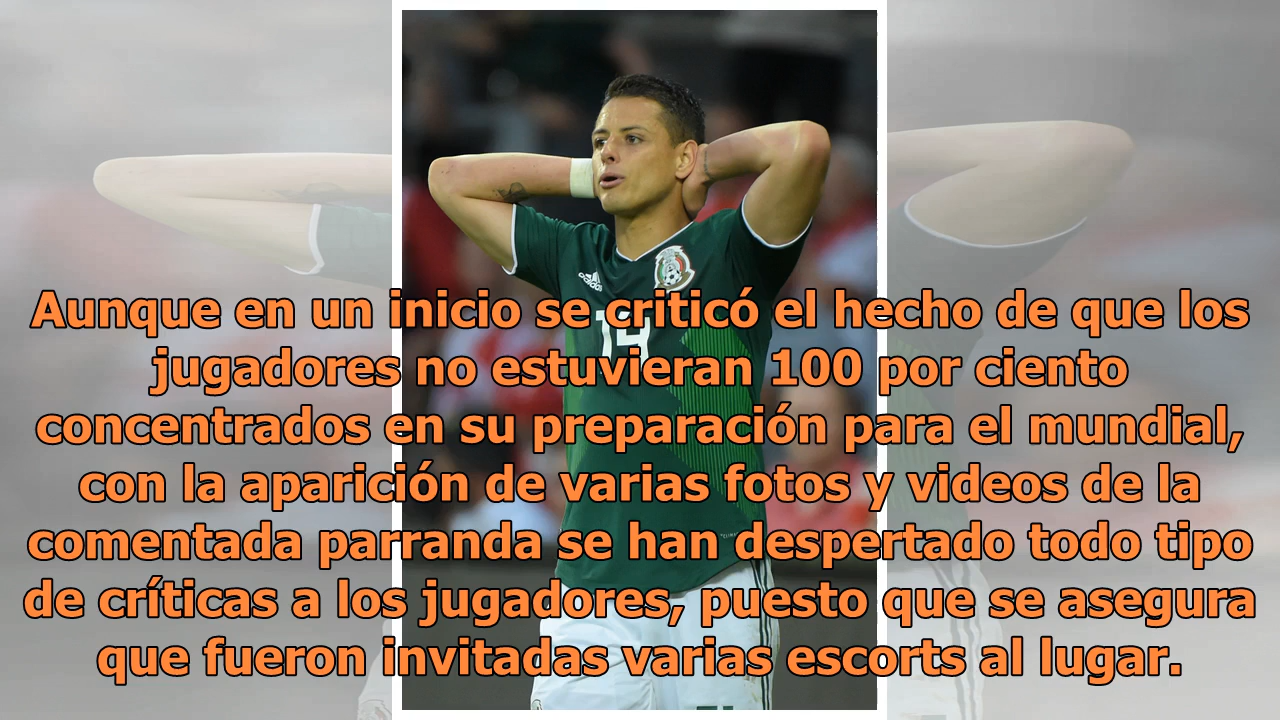 adidas
14
Aunque en un inicio se criticó el hecho de que los
jugadores no estuvieran 100 por ciento
concentrados en su preparación para el mundial,
con la aparición de varias fotos y videos de la
comentada parranda se han despertado todo tipo
de críticas a los jugadores, puesto que se asegura
que fueron invitadas varias escorts al lugar.